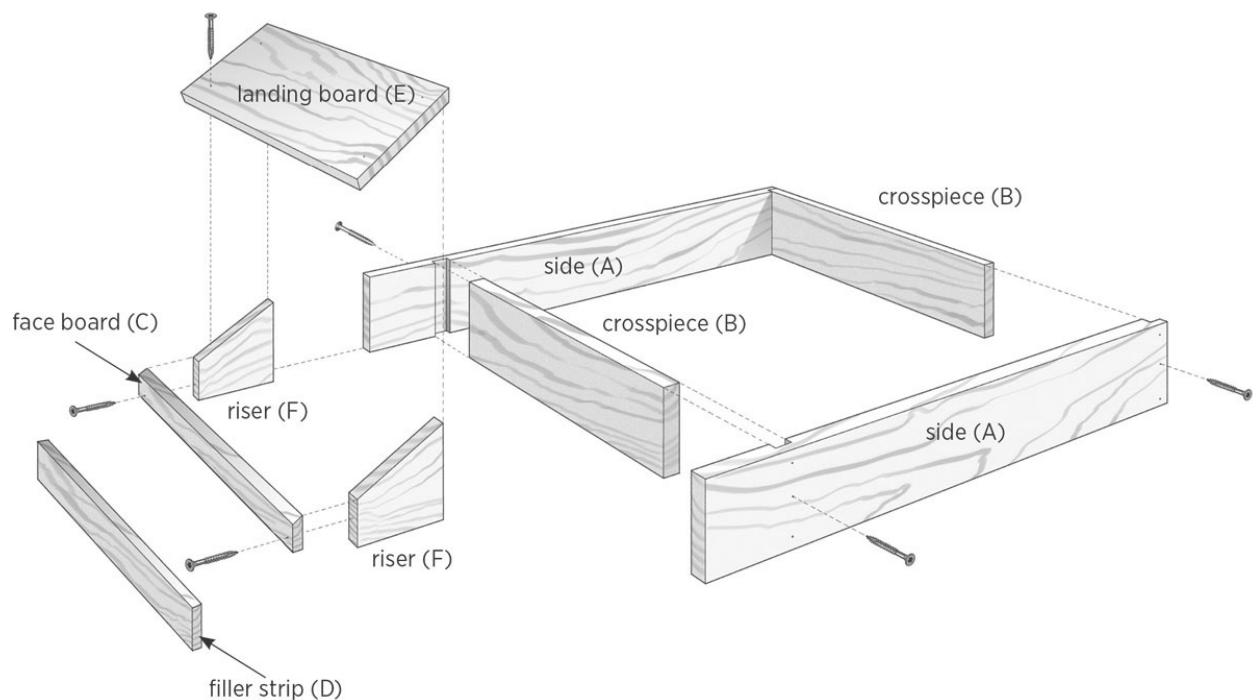 landing board (E)
crosspiece (B)
side (A)
face board (C)
crosspiece (B)
riser (F)
side (A)
riser (F)
filler strip (D)